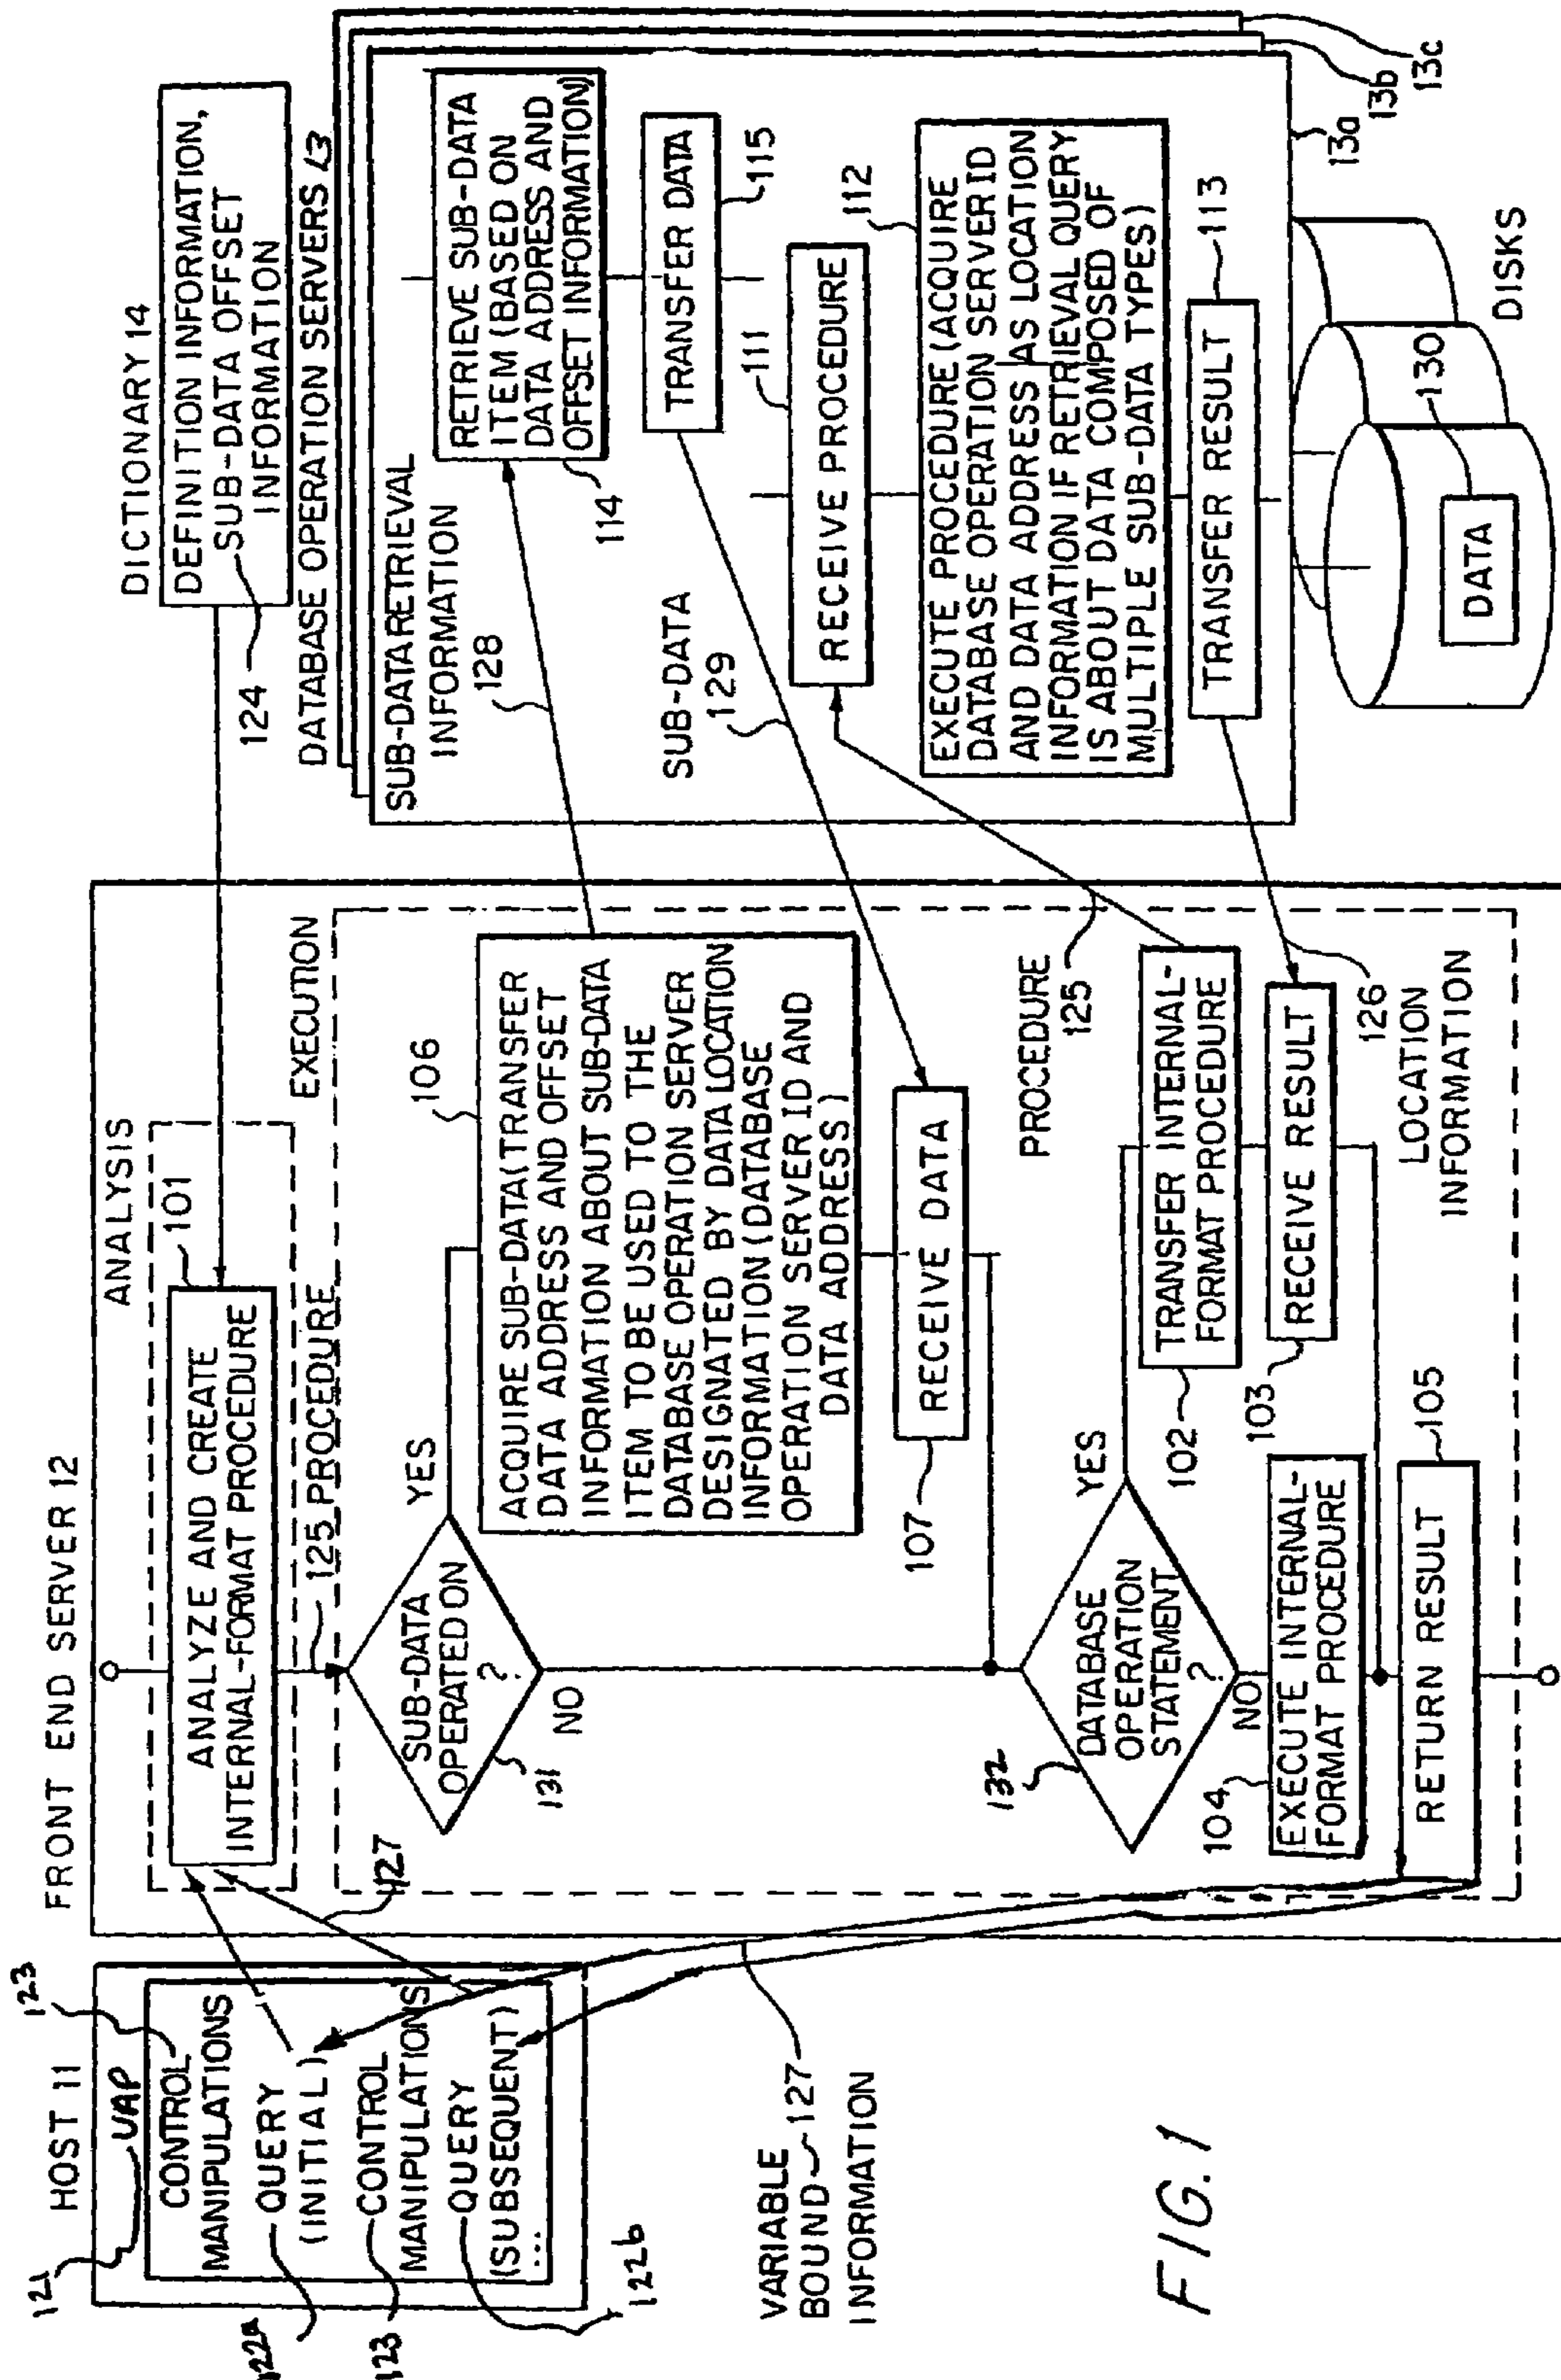 HOST 11
121
UAP
123
CONTROL
MANIPULATIONS
122a
QUERY
(INITIAL)
123
CONTROL
MANIPULATIONS
QUERY
(SUBSEQUENT)
...
122b
VARIABLE
BOUND 127
INFORMATION
FIG. 1
FRONT END SERVER 12
ANALYSIS
101
ANALYZE AND CREATE
INTERNAL-FORMAT PROCEDURE
127
125 PROCEDURE
EXECUTION
SUB-DATA
OPERATED ON
?
131
YES
NO
106
ACQUIRE SUB-DATA (TRANSFER
DATA ADDRESS AND OFFSET
INFORMATION ABOUT SUB-DATA
ITEM TO BE USED TO THE
DATABASE OPERATION SERVER
DESIGNATED BY DATA LOCATION
INFORMATION (DATABASE
OPERATION SERVER ID AND
DATA ADDRESS)
RECEIVE DATA
107
DATABASE
OPERATION
STATEMENT
?
132
YES
NO
PROCEDURE
125
TRANSFER INTERNAL-
FORMAT PROCEDURE
102
RECEIVE RESULT
103
126
LOCATION
INFORMATION
104
EXECUTE INTERNAL-
FORMAT PROCEDURE
RETURN RESULT
105
DICTIONARY 14
DEFINITION INFORMATION,
SUB-DATA OFFSET
INFORMATION
124
DATABASE OPERATION SERVERS 13
SUB-DATA RETRIEVAL
INFORMATION
128
RETRIEVE SUB-DATA
ITEM (BASED ON
DATA ADDRESS AND
OFFSET INFORMATION)
114
TRANSFER DATA
115
SUB-DATA
129
111
RECEIVE PROCEDURE
112
EXECUTE PROCEDURE (ACQUIRE
DATABASE OPERATION SERVER ID
AND DATA ADDRESS AS LOCATION
INFORMATION IF RETRIEVAL QUERY
IS ABOUT DATA COMPOSED OF
MULTIPLE SUB-DATA TYPES)
TRANSFER RESULT
113
13a
13b
13c
DATA
130
DISKS